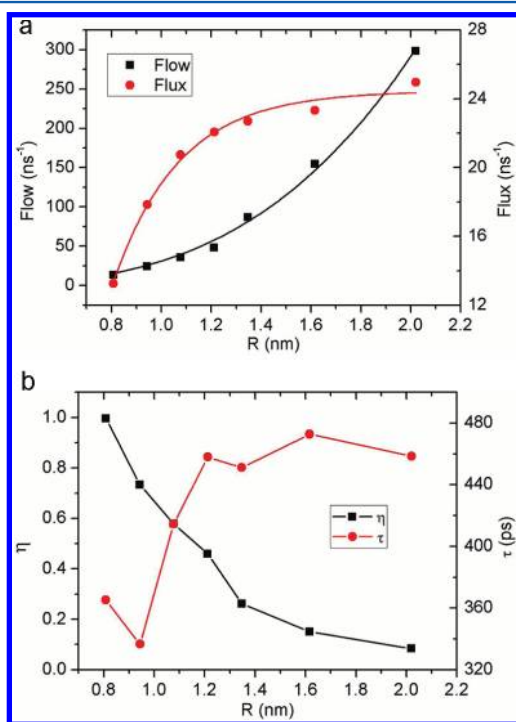 a
300
250
200
150
100
50
0
Flow (ns⁻¹)
Flow
Flux
28
24
20
16
12
Flux (ns⁻¹)
0.8 1.0 1.2 1.4 1.6 1.8 2.0 2.2
R (nm)
b
1.0
0.8
0.6
0.4
0.2
0.0
η
η
τ
480
440
400
360
320
τ (ps)
0.8 1.0 1.2 1.4 1.6 1.8 2.0 2.2
R (nm)